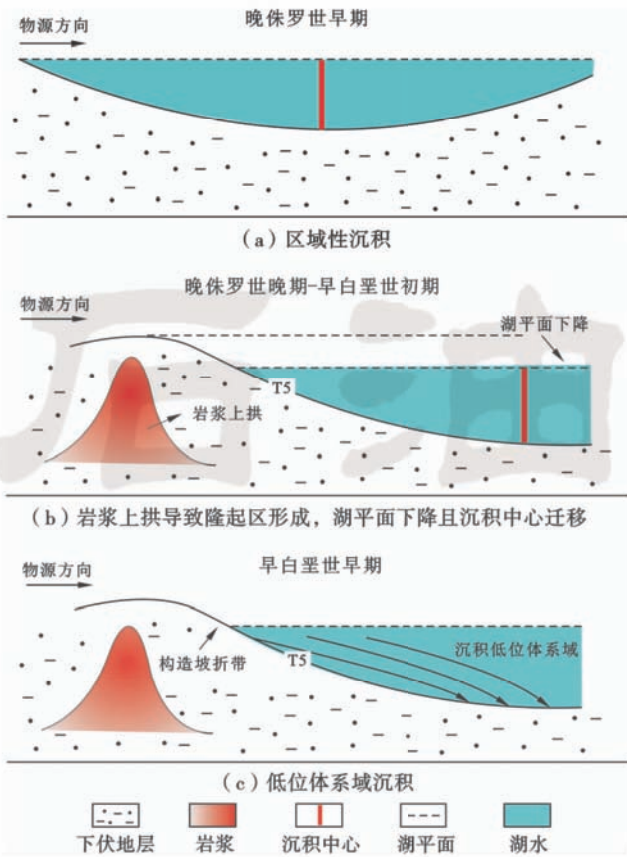 晚侏罗世早期
物源方向
(a)区域性沉积
晚侏罗世晚期-早白垩世初期
物源方向
湖平面下降
T5
岩浆上拱
(b)岩浆上拱导致隆起区形成，湖平面下降且沉积中心迁移
早白垩世早期
物源方向
沉积低位体系域
构造坡折带
T5
(c)低位体系域沉积
下伏地层 岩浆 沉积中心 湖平面 湖水
石油